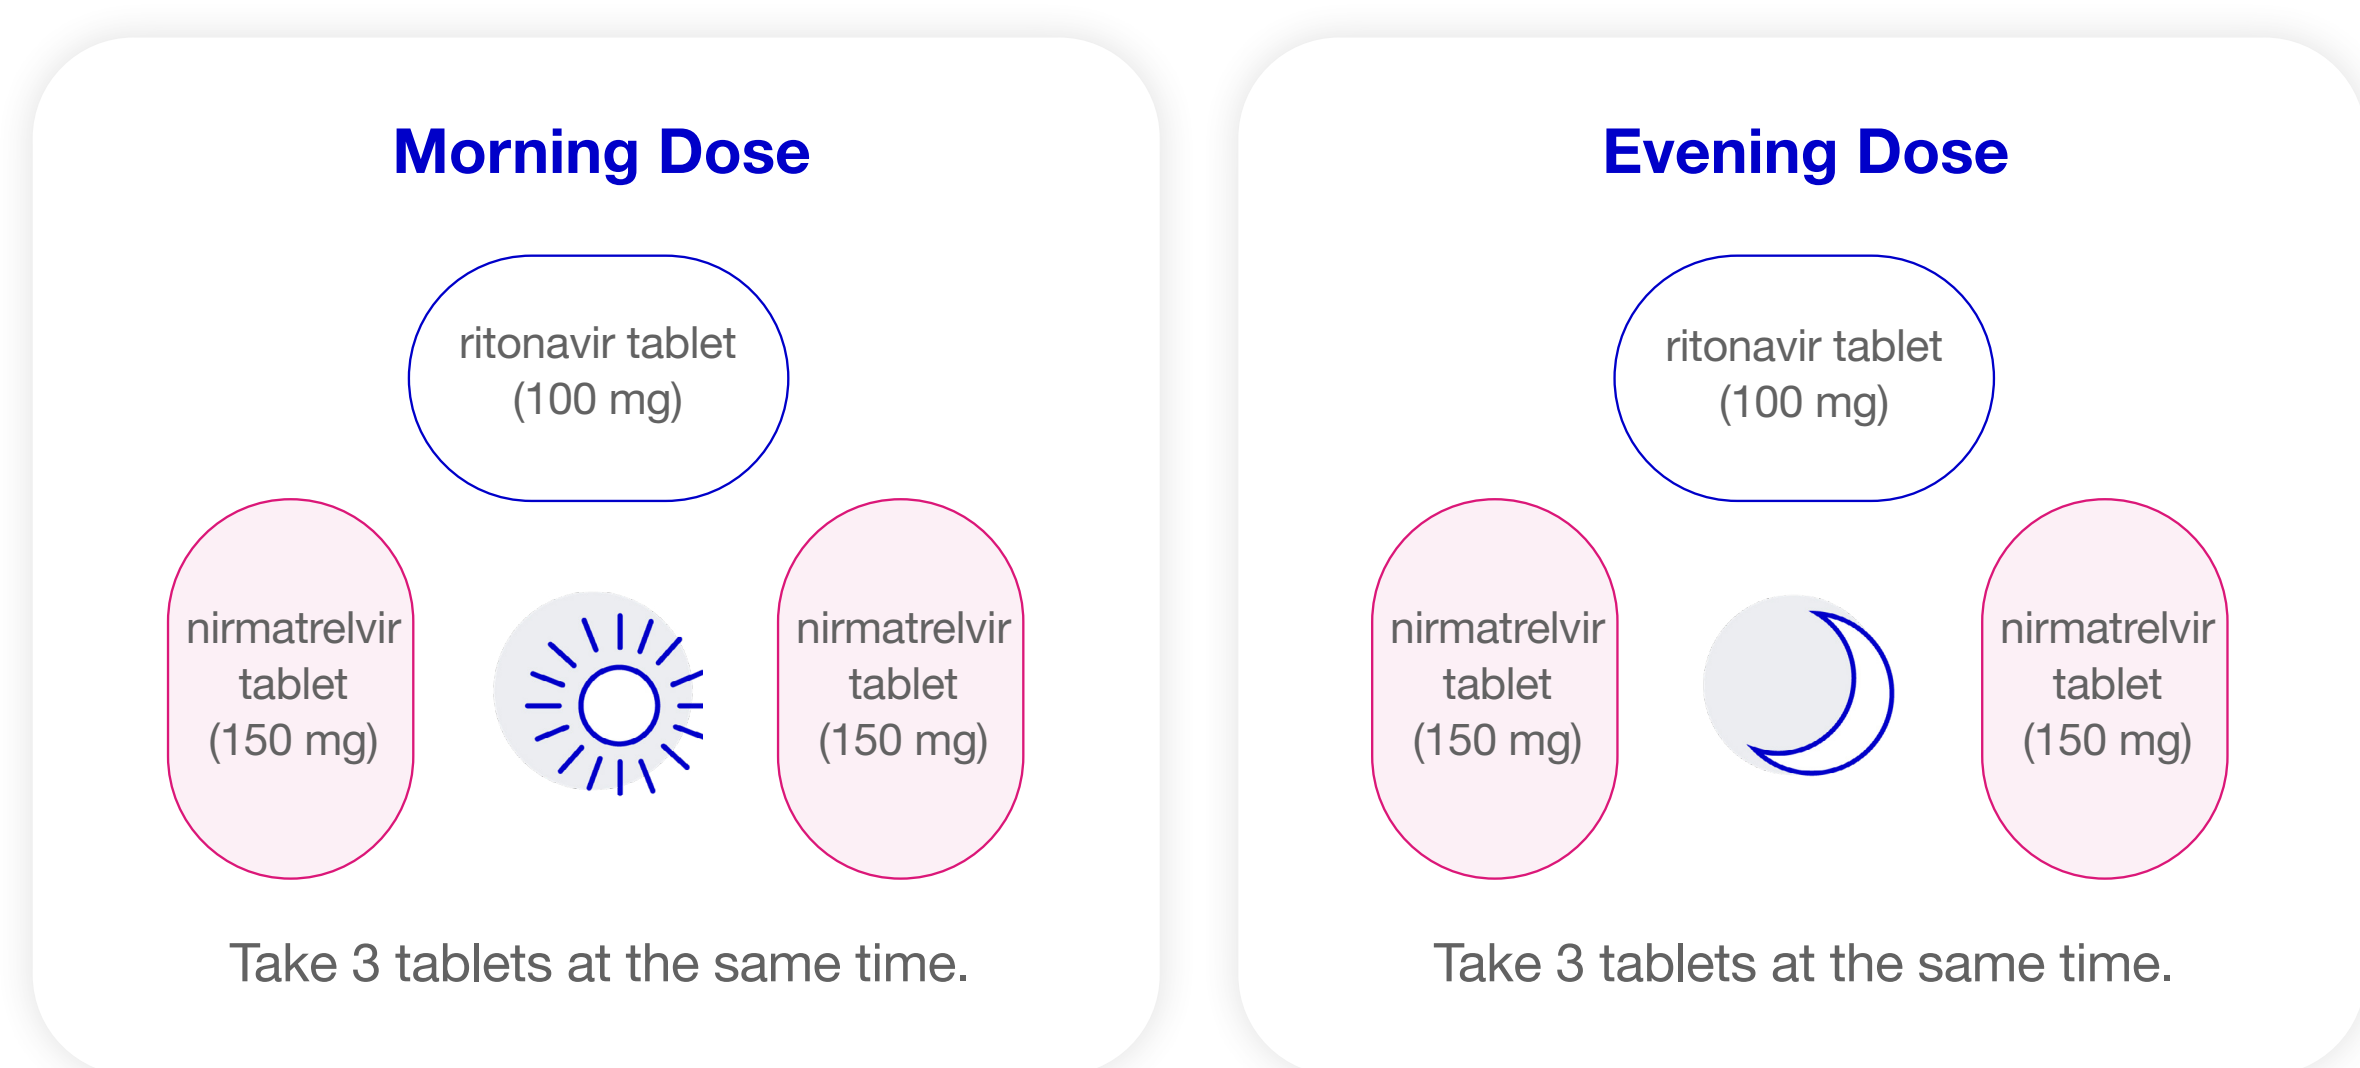 Morning Dose
ritonavir tablet
(100 mg)
nirmatrelvir
tablet
(150 mg)
nirmatrelvir
tablet
(150 mg)
Take 3 tablets at the same time.
Evening Dose
ritonavir tablet
(100 mg)
nirmatrelvir
tablet
(150 mg)
nirmatrelvir
tablet
(150 mg)
Take 3 tablets at the same time.